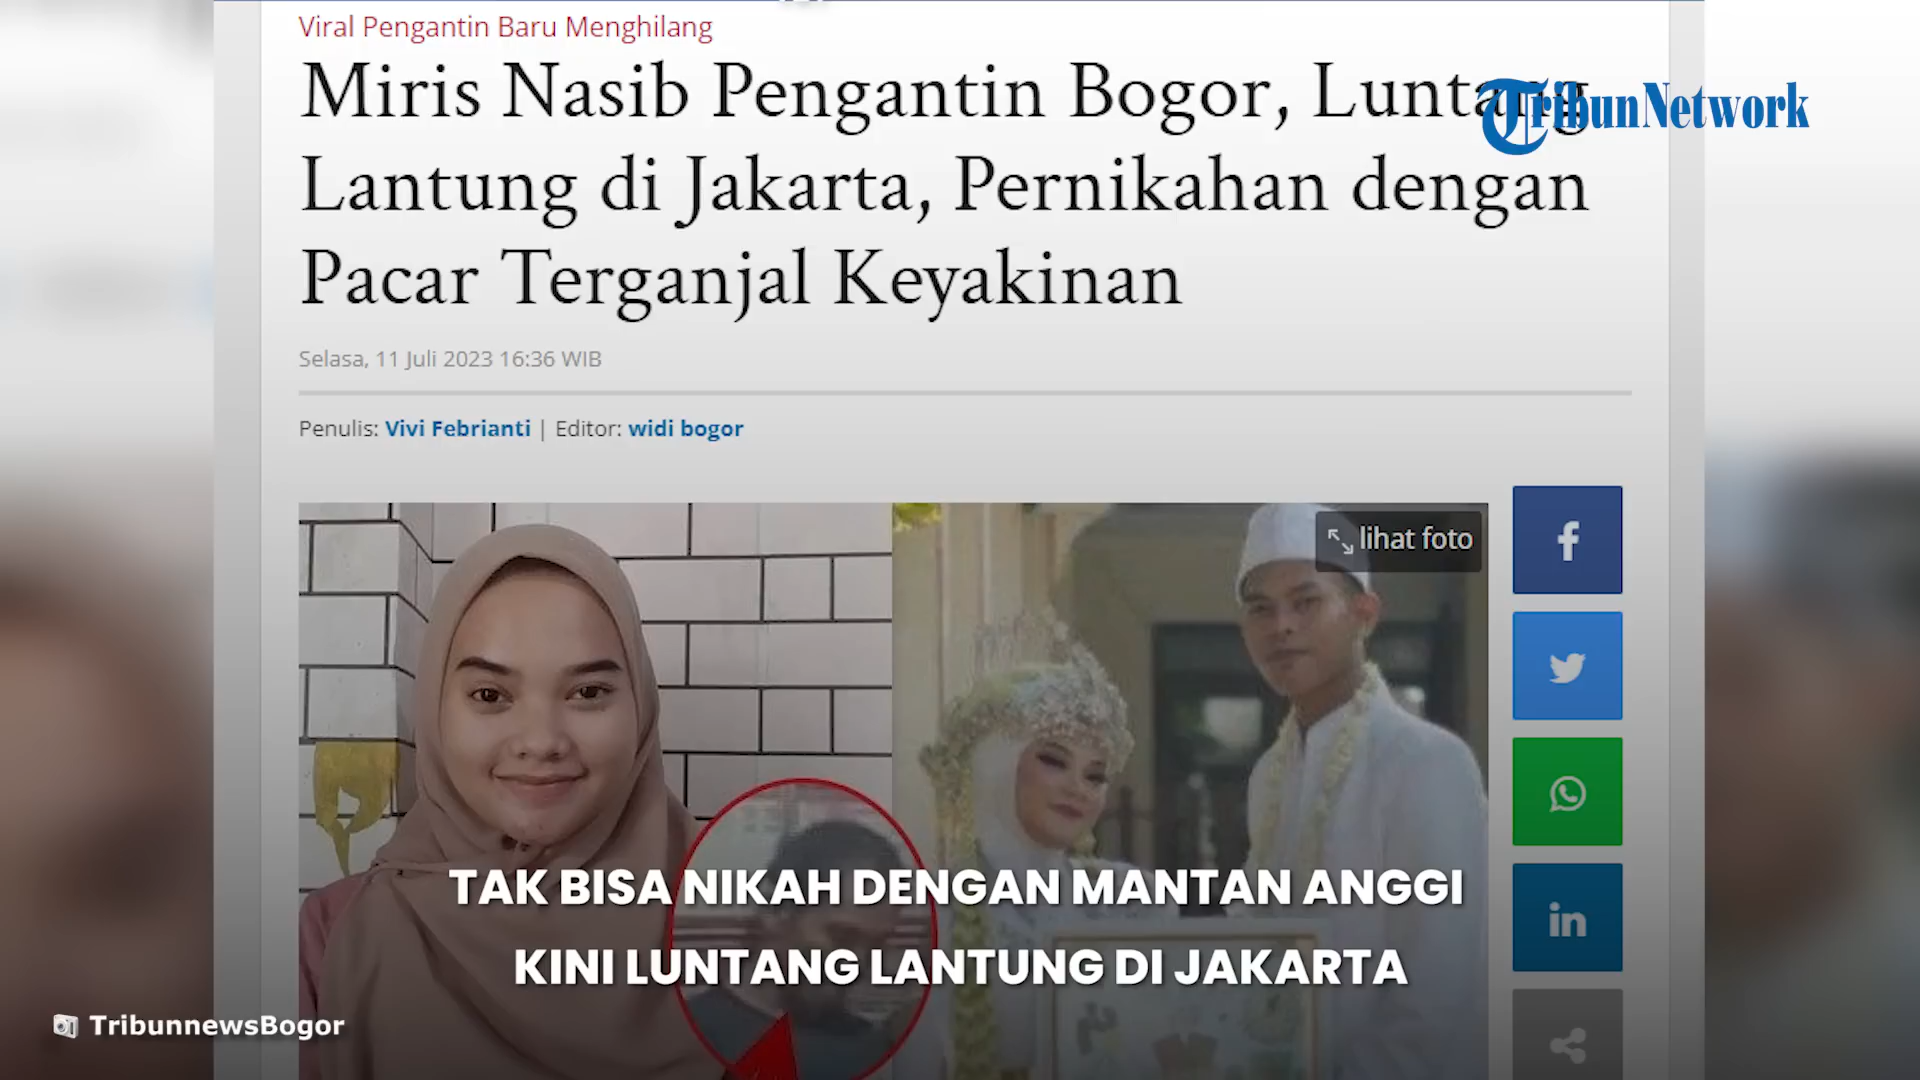 Viral Pengantin Baru Menghilang
Miris Nasib Pengantin Bogor, Luntang
TribunNetwork
Lantung di Jakarta, Pernikahan dengan
Pacar Terganjal Keyakinan
Selasa, 11 Juli 2023 16:36 WIB
Penulis: Vivi Febrianti | Editor: widi bogor
lihat foto
f
in
TAK BISA NIKAH DENGAN MANTAN ANGGI
KINI LUNTANG LANTUNG DI JAKARTA
TribunnewsBogor